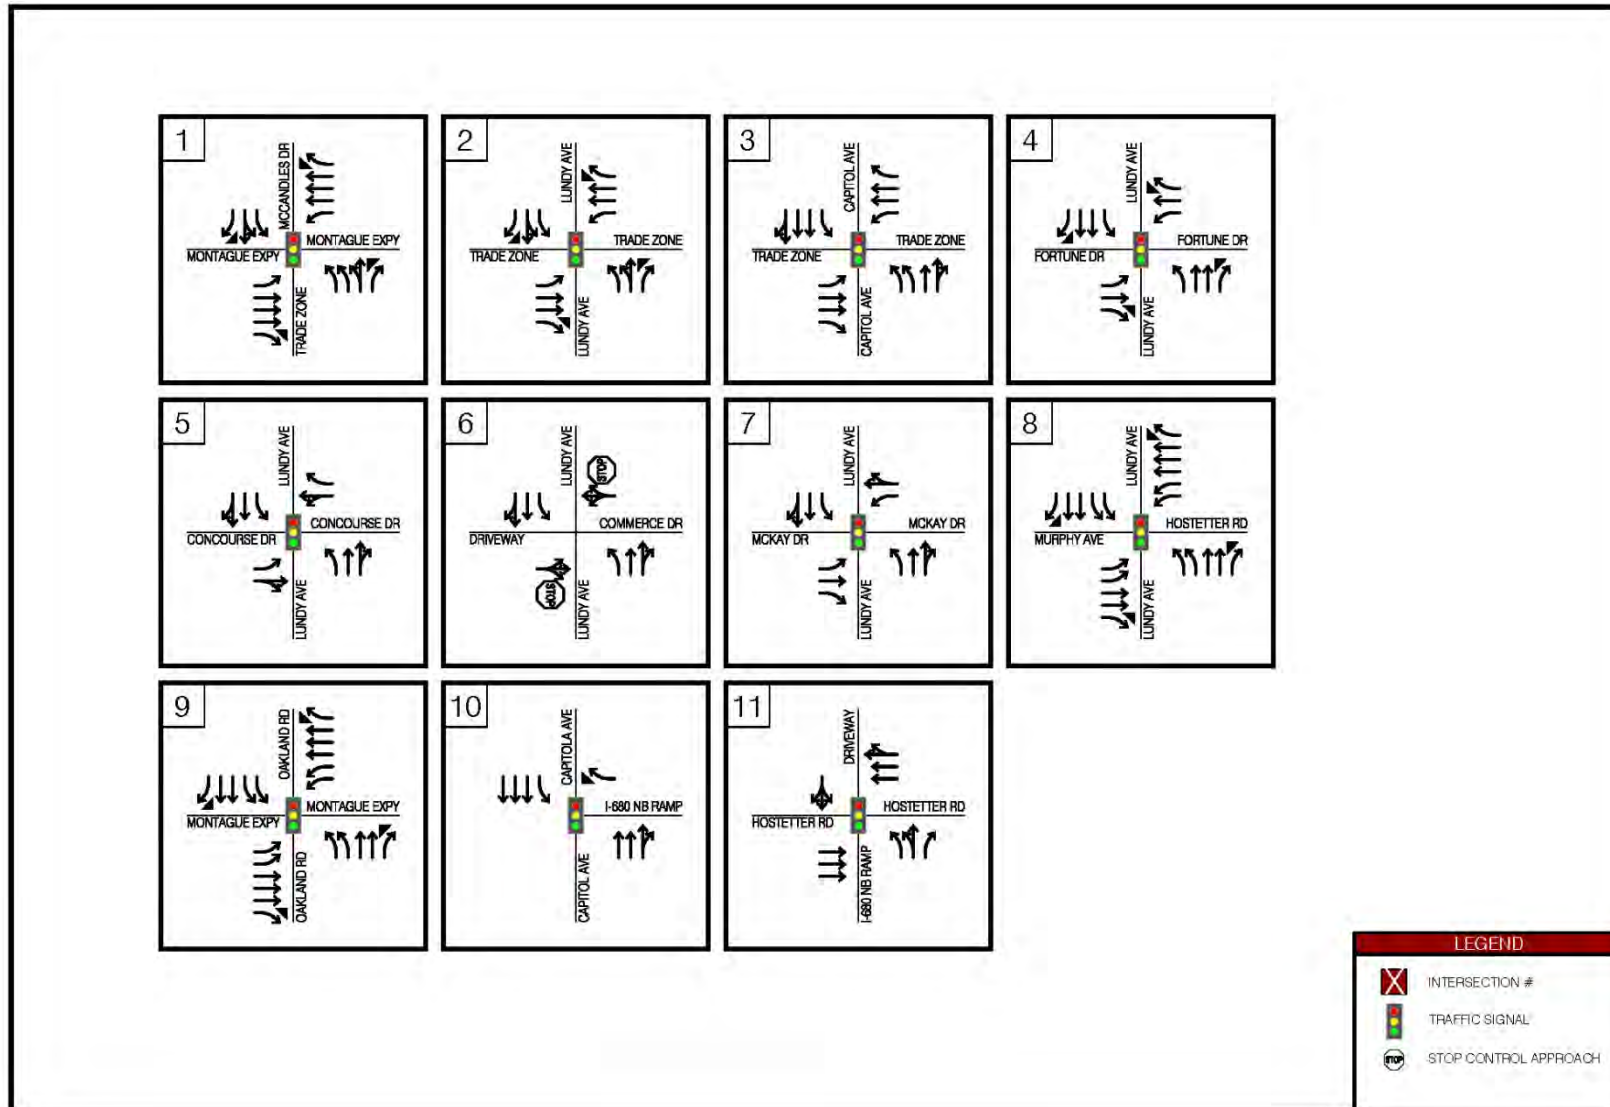 1
MCCANDLES DR
MONTAGUE EXPY
MONTAGUE EXPY
TRADE ZONE
2
LUNDY AVE
TRADE ZONE
TRADE ZONE
LUNDY AVE
3
CAPITOL AVE
TRADE ZONE
TRADE ZONE
CAPITOL AVE
4
LUNDY AVE
FORTUNE DR
FORTUNE DR
LUNDY AVE
5
LUNDY AVE
CONCOURSE DR
CONCOURSE DR
LUNDY AVE
6
LUNDY AVE
STOP
COMMERCE DR
DRIVEWAY
STOP
LUNDY AVE
7
LUNDY AVE
MCKAY DR
MCKAY DR
LUNDY AVE
8
LUNDY AVE
HOSTETTER RD
MURPHY AVE
LUNDY AVE
9
OAKLAND RD
MONTAGUE EXPY
MONTAGUE EXPY
OAKLAND RD
10
CAPITOLA AVE
I-680 NB RAMP
CAPITOL AVE
11
DRIVEWAY
HOSTETTER RD
HOSTETTER RD
I-680 NB RAMP
LEGEND
X INTERSECTION #
TRAFFIC SIGNAL
STOP STOP CONTROL APPROACH